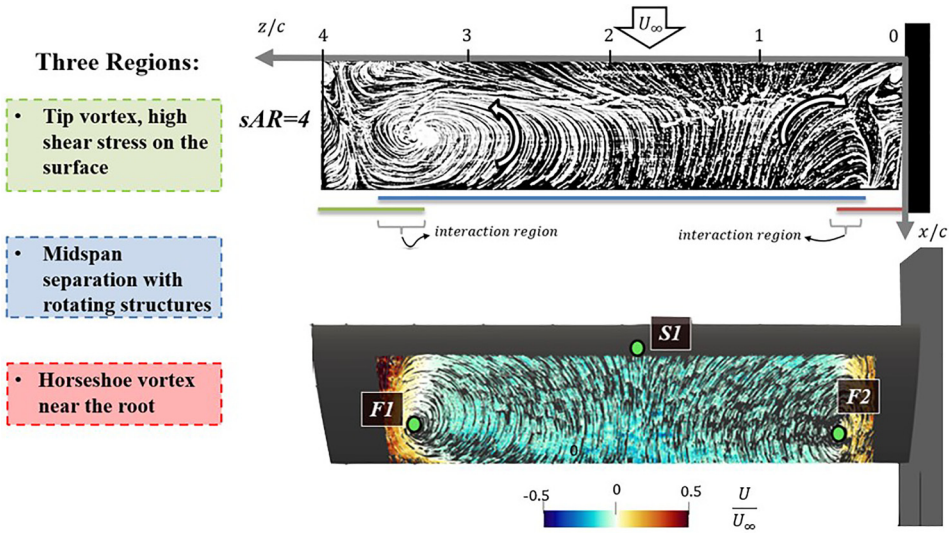 z/c
U∞
4
3
2
1
0
Three Regions:
• Tip vortex, high
shear stress on the
surface
sAR=4
interaction region
interaction region
x/c
• Midspan
separation with
rotating structures
S1
• Horseshoe vortex
near the root
F1
F2
0
-0.5
0
0.5
U
U∞